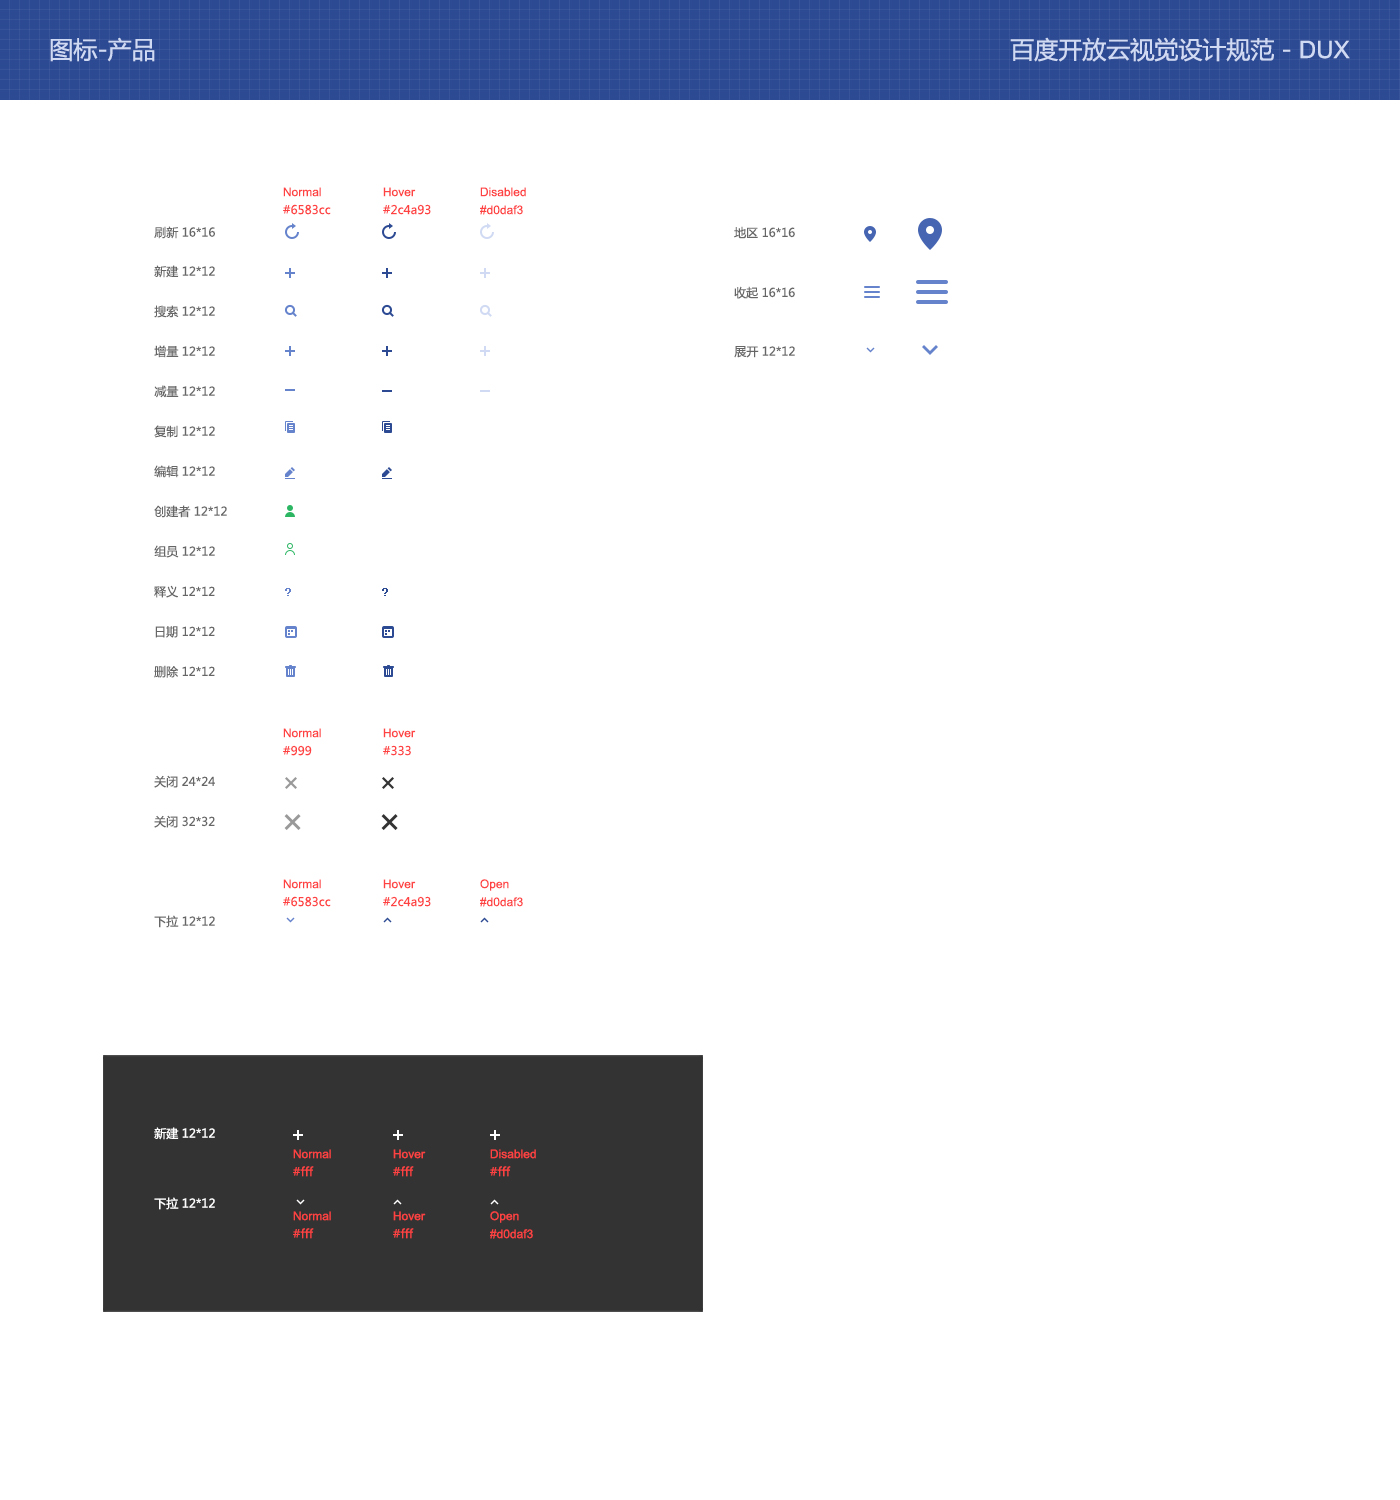 图标-产品
百度开放云视觉设计规范 - DUX
Normal Hover Disabled
#6583cc #2c4a93 #d0daf3
刷新 16*16
新建 12*12
搜索 12*12
增量 12*12
减量 12*12
复制 12*12
编辑 12*12
创建者 12*12
组员 12*12
释义 12*12
日期 12*12
删除 12*12
Normal Hover
#999 #333
关闭 24*24
关闭 32*32
Normal Hover Open
#6583cc #2c4a93 #d0daf3
下拉 12*12
地区 16*16
收起 16*16
展开 12*12
新建 12*12
Normal Hover Disabled
#fff #fff #fff
下拉 12*12
Normal Hover Open
#fff #fff #d0daf3